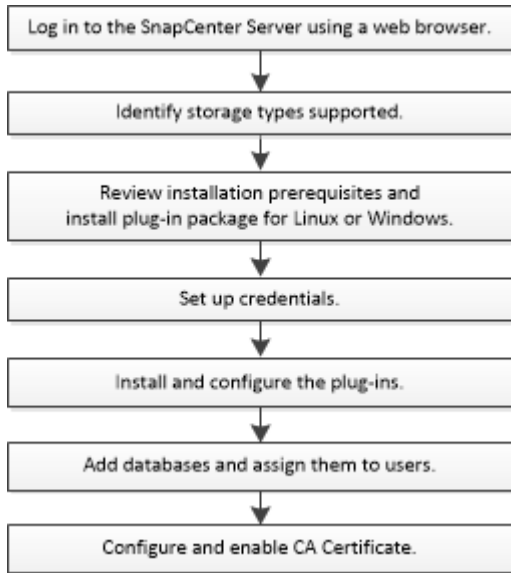 Log in to the SnapCenter Server using a web browser.
Identify storage types supported.
Review installation prerequisites and
install plug-in package for Linux or Windows.
Set up credentials.
Install and configure the plug-ins.
Add databases and assign them to users.
Configure and enable CA Certificate.